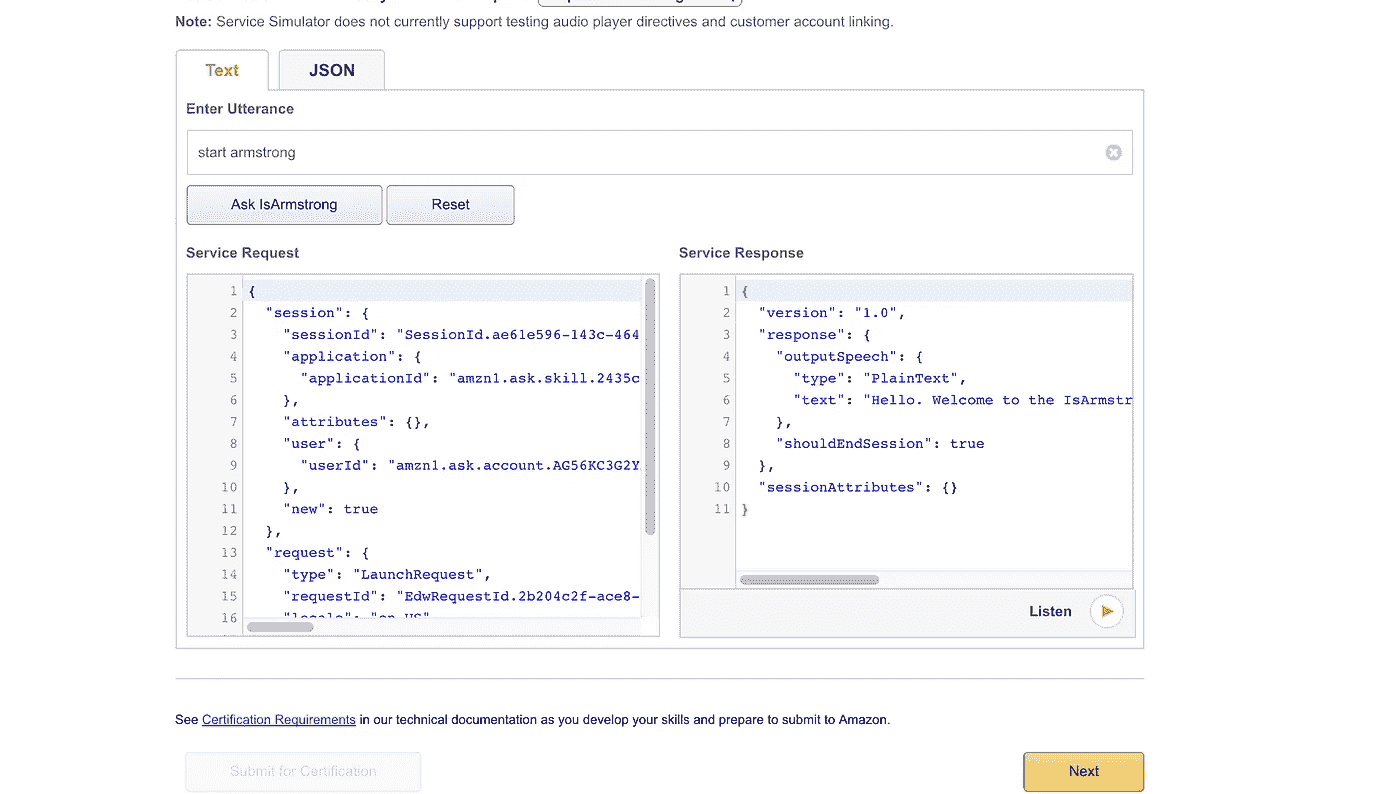 Note: Service Simulator does not currently support testing audio player directives and customer account linking.
Text
JSON
Enter Utterance
start armstrong
Ask IsArmstrong
Reset
Service Request
1 {
2 "session": {
3 "sessionId": "SessionId.ae61e596-143c-464
4 "application": {
5 "applicationId": "amzn1.ask.skill.2435c
6 },
7 "attributes": {},
8 "user": {
9 "userId": "amzn1.ask.account.AG56KC3G2Y
10 },
11 "new": true
12 },
13 "request": {
14 "type": "LaunchRequest",
15 "requestId": "EdwRequestId.2b204c2f-ace8-
16 "locale": "en-US"
Service Response
1 {
2 "version": "1.0",
3 "response": {
4 "outputSpeech": {
5 "type": "PlainText",
6 "text": "Hello. Welcome to the IsArmstr
7 },
8 "shouldEndSession": true
9 },
10 "sessionAttributes": {}
11 }
Listen
See Certification Requirements in our technical documentation as you develop your skills and prepare to submit to Amazon.
Submit for Certification
Next